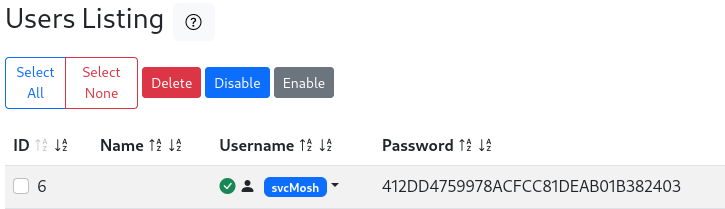 Users Listing
Select All
Select None
Delete
Disable
Enable
ID Name Username Password
6 svcMosh 412DD4759978ACFCC81DEAB01B382403